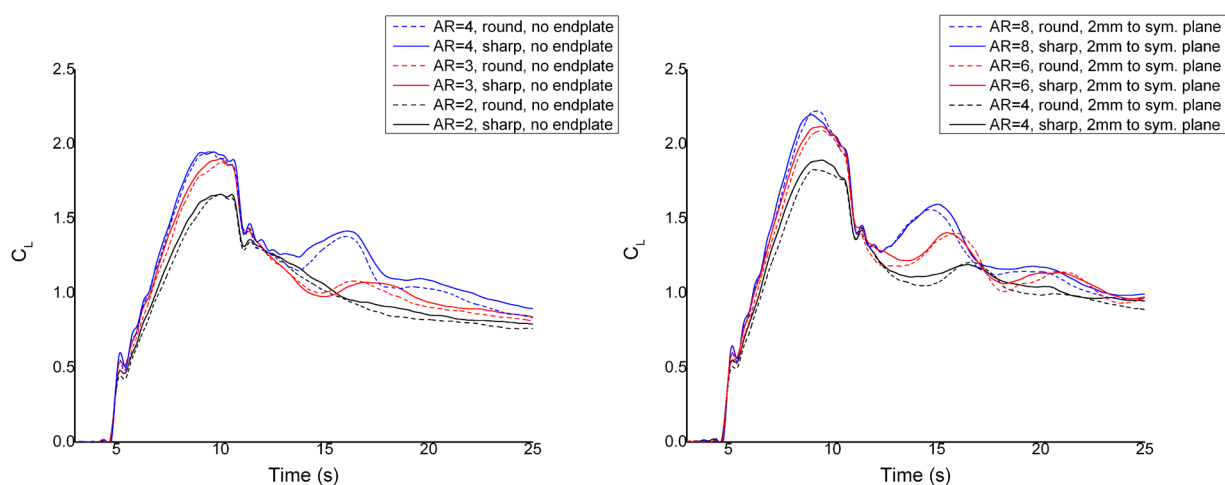 AR=4, round, no endplate
AR=4, sharp, no endplate
AR=3, round, no endplate
AR=3, sharp, no endplate
AR=2, round, no endplate
AR=2, sharp, no endplate
2.5
2.0
1.5
1.0
0.5
0.0
CL
5
10
15
20
25
Time (s)
AR=8, round, 2mm to sym. plane
AR=8, sharp, 2mm to sym. plane
AR=6, round, 2mm to sym. plane
AR=6, sharp, 2mm to sym. plane
AR=4, round, 2mm to sym. plane
AR=4, sharp, 2mm to sym. plane
2.5
2.0
1.5
1.0
0.5
0.0
CL
5
10
15
20
25
Time (s)